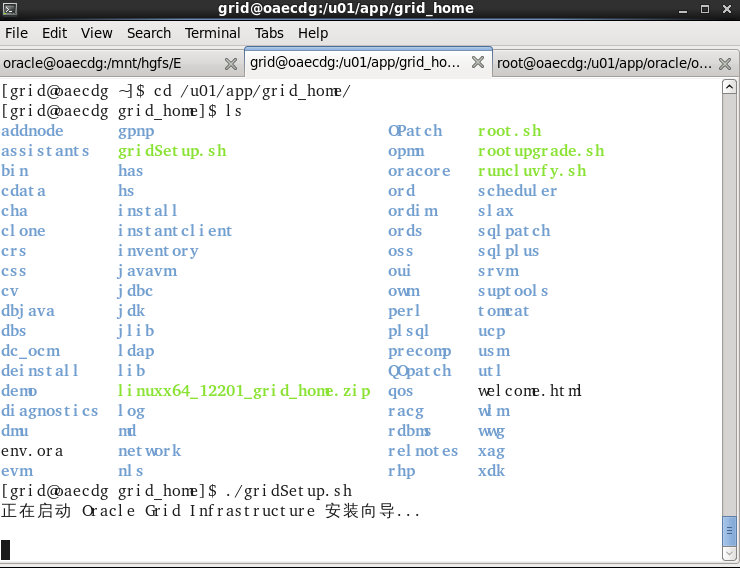 grid@oaecdg:/u01/app/grid_home
File Edit View Search Terminal Tabs Help
oracle@oaecdg:/mnt/hgfs/E grid@oaecdg:/u01/app/grid_ho... root@oaecdg:/u01/app/oracle/o...
[grid@oaecdg ~]$ cd /u01/app/grid_home/
[grid@oaecdg grid_home]$ ls
addnode gpnp OPatch root.sh
assistants gridSetup.sh opmn rootupgrade.sh
bin has oracore runcluvfy.sh
cdata hs ord scheduler
cha install ordim slax
clone instantclient ords sqlpatch
crs inventory oss sqlplus
css javavm oui srvm
cv jdbc owm suptools
dbjava jdk perl tomcat
dbs jlib plsql ucp
dc_ocm ldap precomp usm
deinstall lib QOpatch utl
demo linuxx64_12201_grid_home.zip qos welcome.html
diagnostics log racg wlm
dmu md rdbms wwg
env.ora network relnotes xag
evm nls rhp xdk
[grid@oaecdg grid_home]$ ./gridSetup.sh
正在启动 Oracle Grid Infrastructure 安装向导...